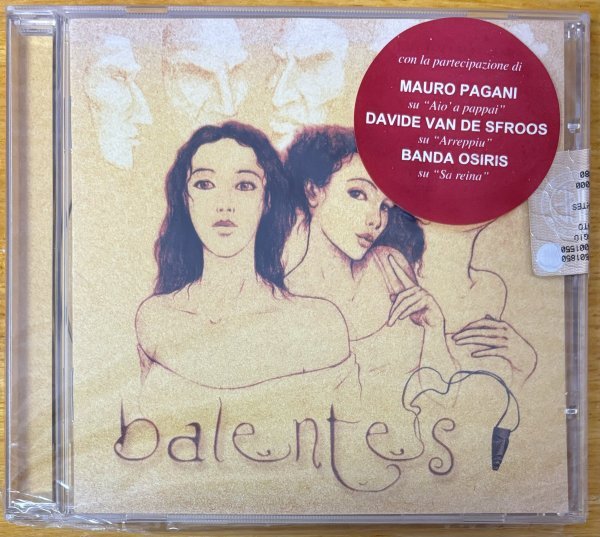 con la partecipazione di
MAURO PAGANI
su “Aio’ a pappai”
DAVIDE VAN DE SFROOS
su “Arreppiu”
BANDA OSIRIS
su “Sa reina”
balentes